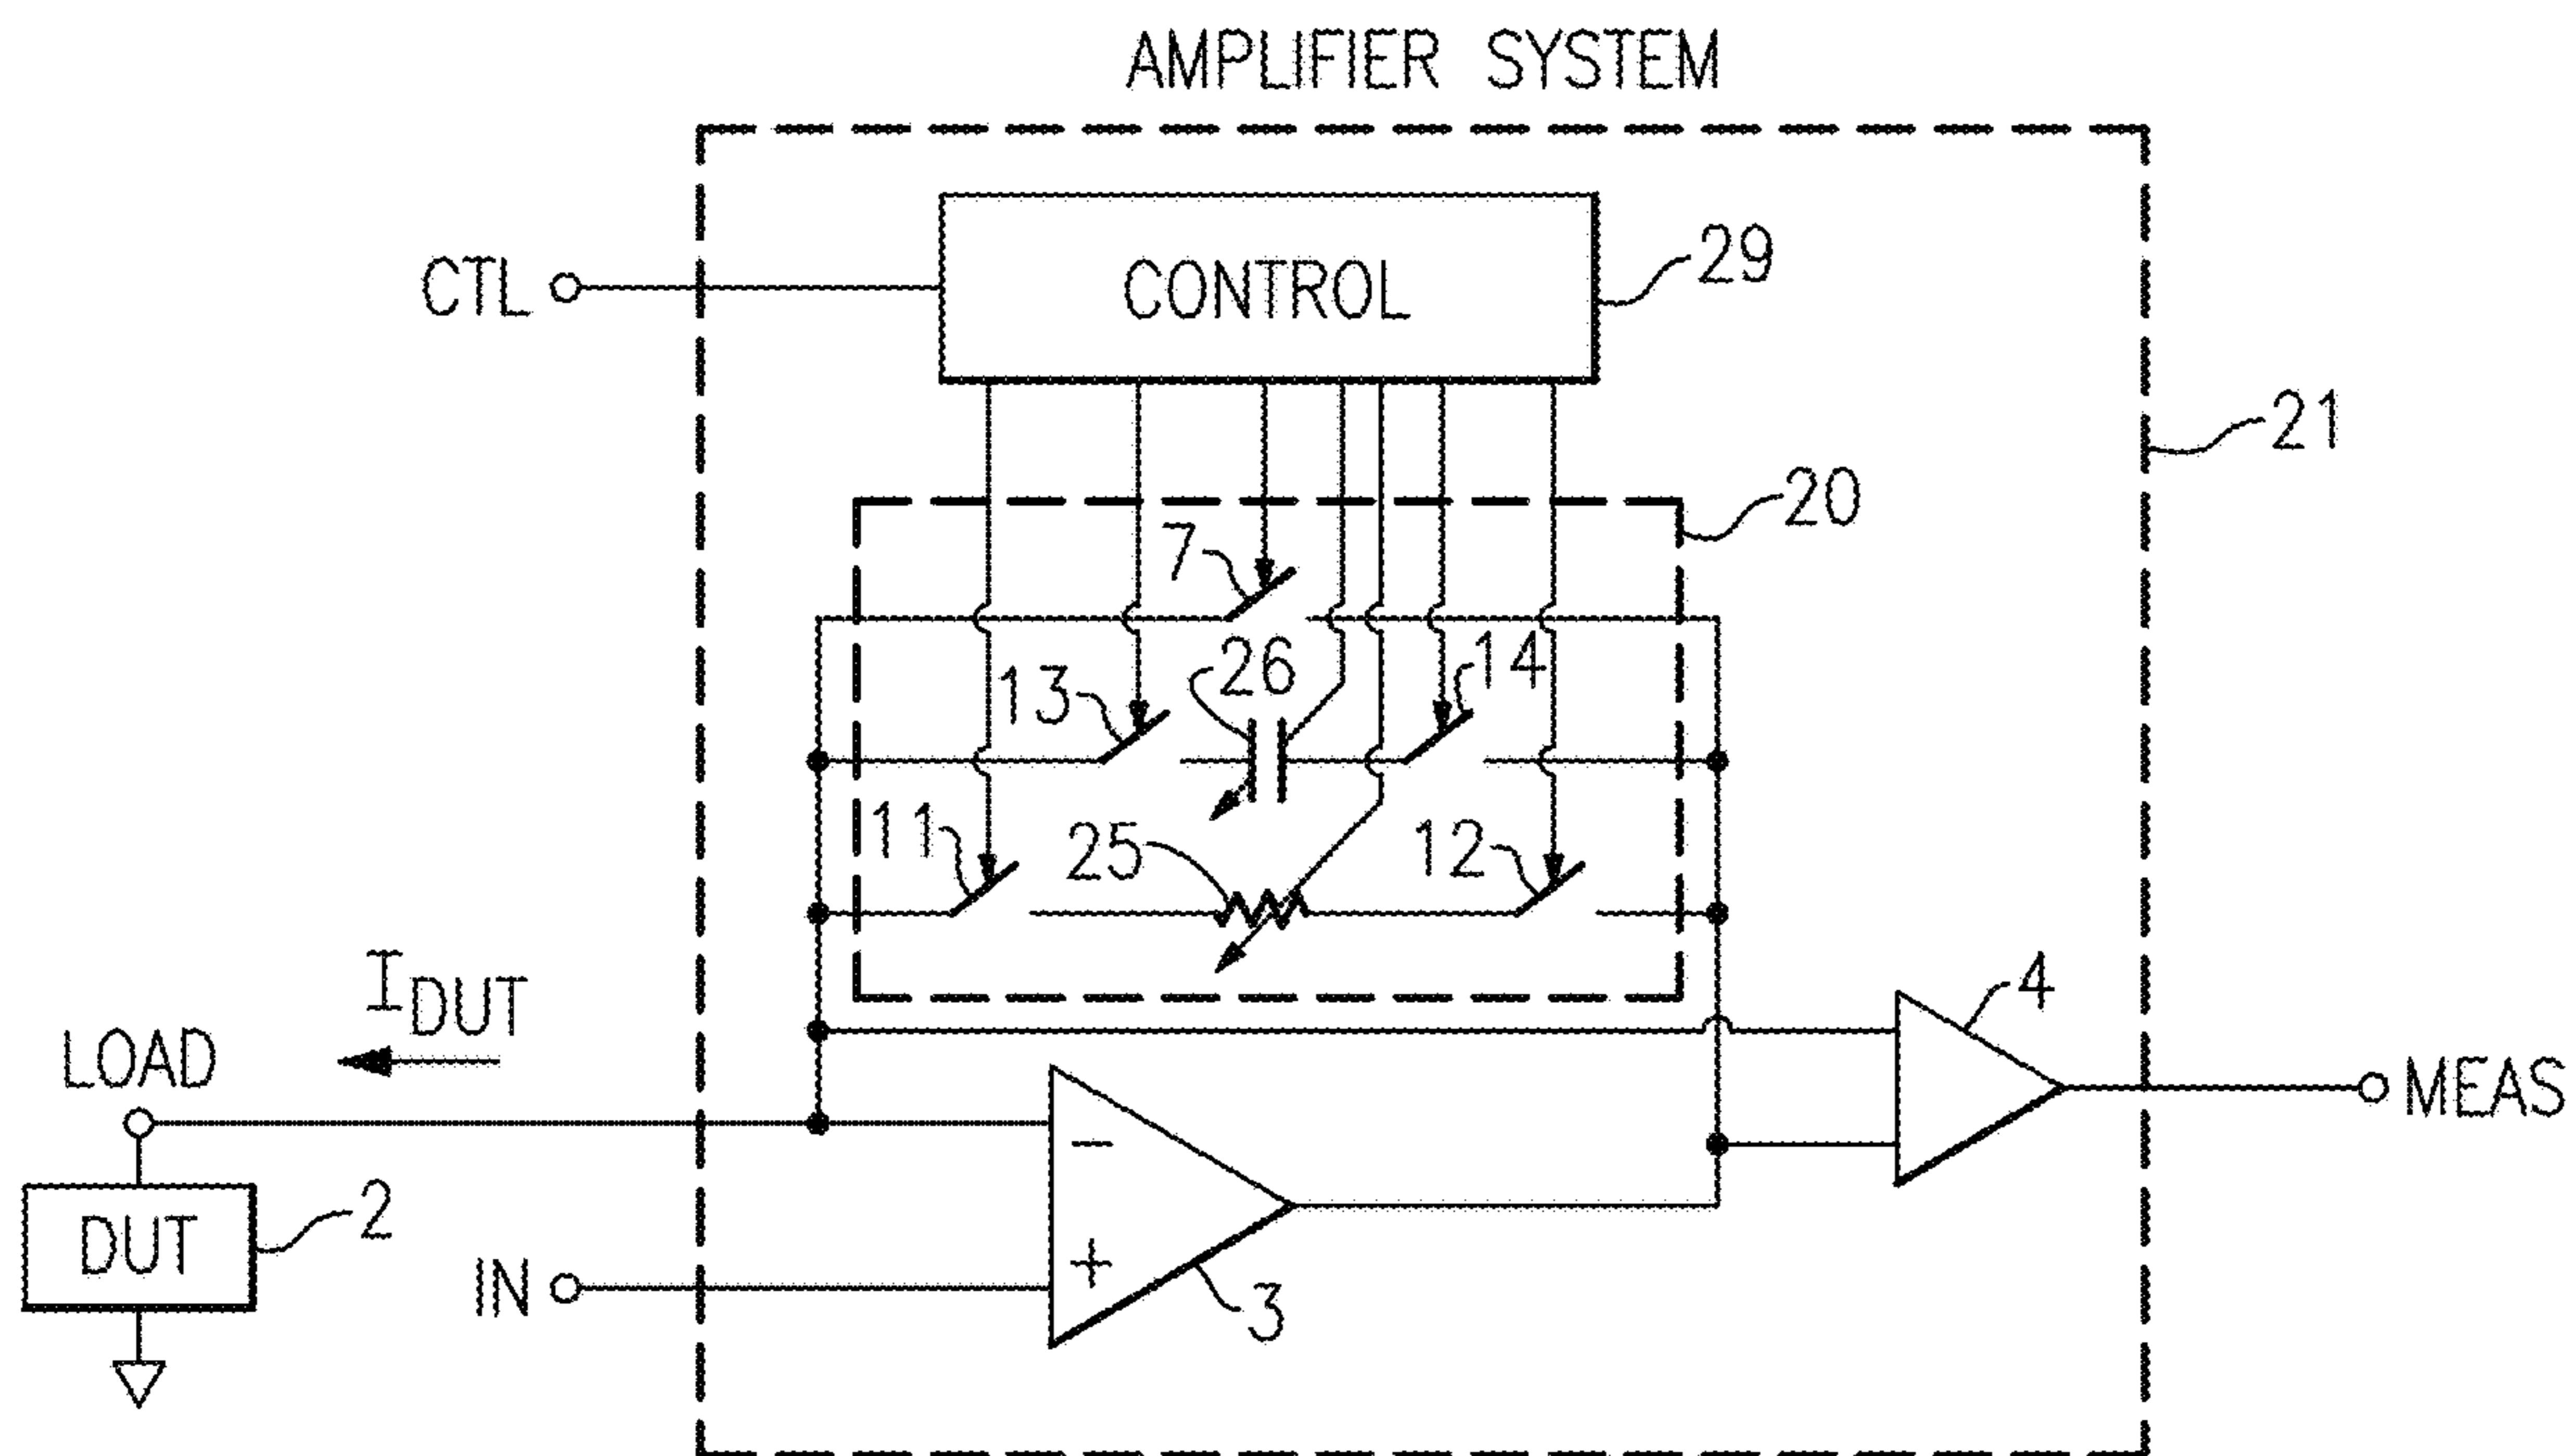 AMPLIFIER SYSTEM
CTL
CONTROL
29
21
20
7
13
26
14
11
25
12
I DUT
LOAD
4
MEAS
DUT
2
IN
−
+
3